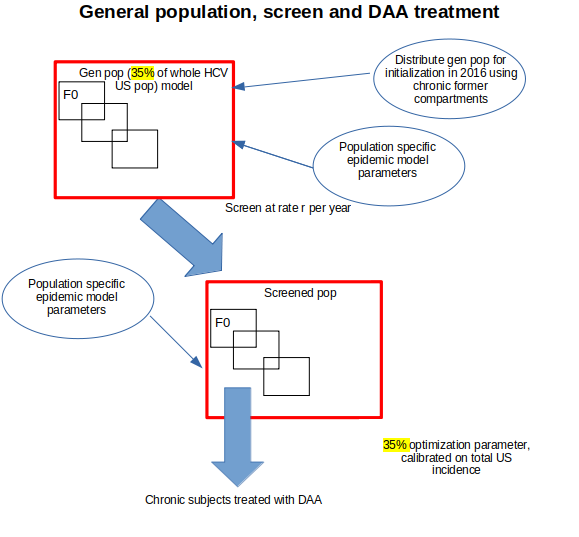 General population, screen and DAA treatment
Gen pop (35% of whole HCV
US pop) model
F0
Distribute gen pop for
initialization in 2016 using
chronic former
compartments
Population specific
epidemic model
parameters
Screen at rate r per year
Population specific
epidemic model
parameters
Screened pop
F0
35% optimization parameter,
calibrated on total US
incidence
Chronic subjects treated with DAA